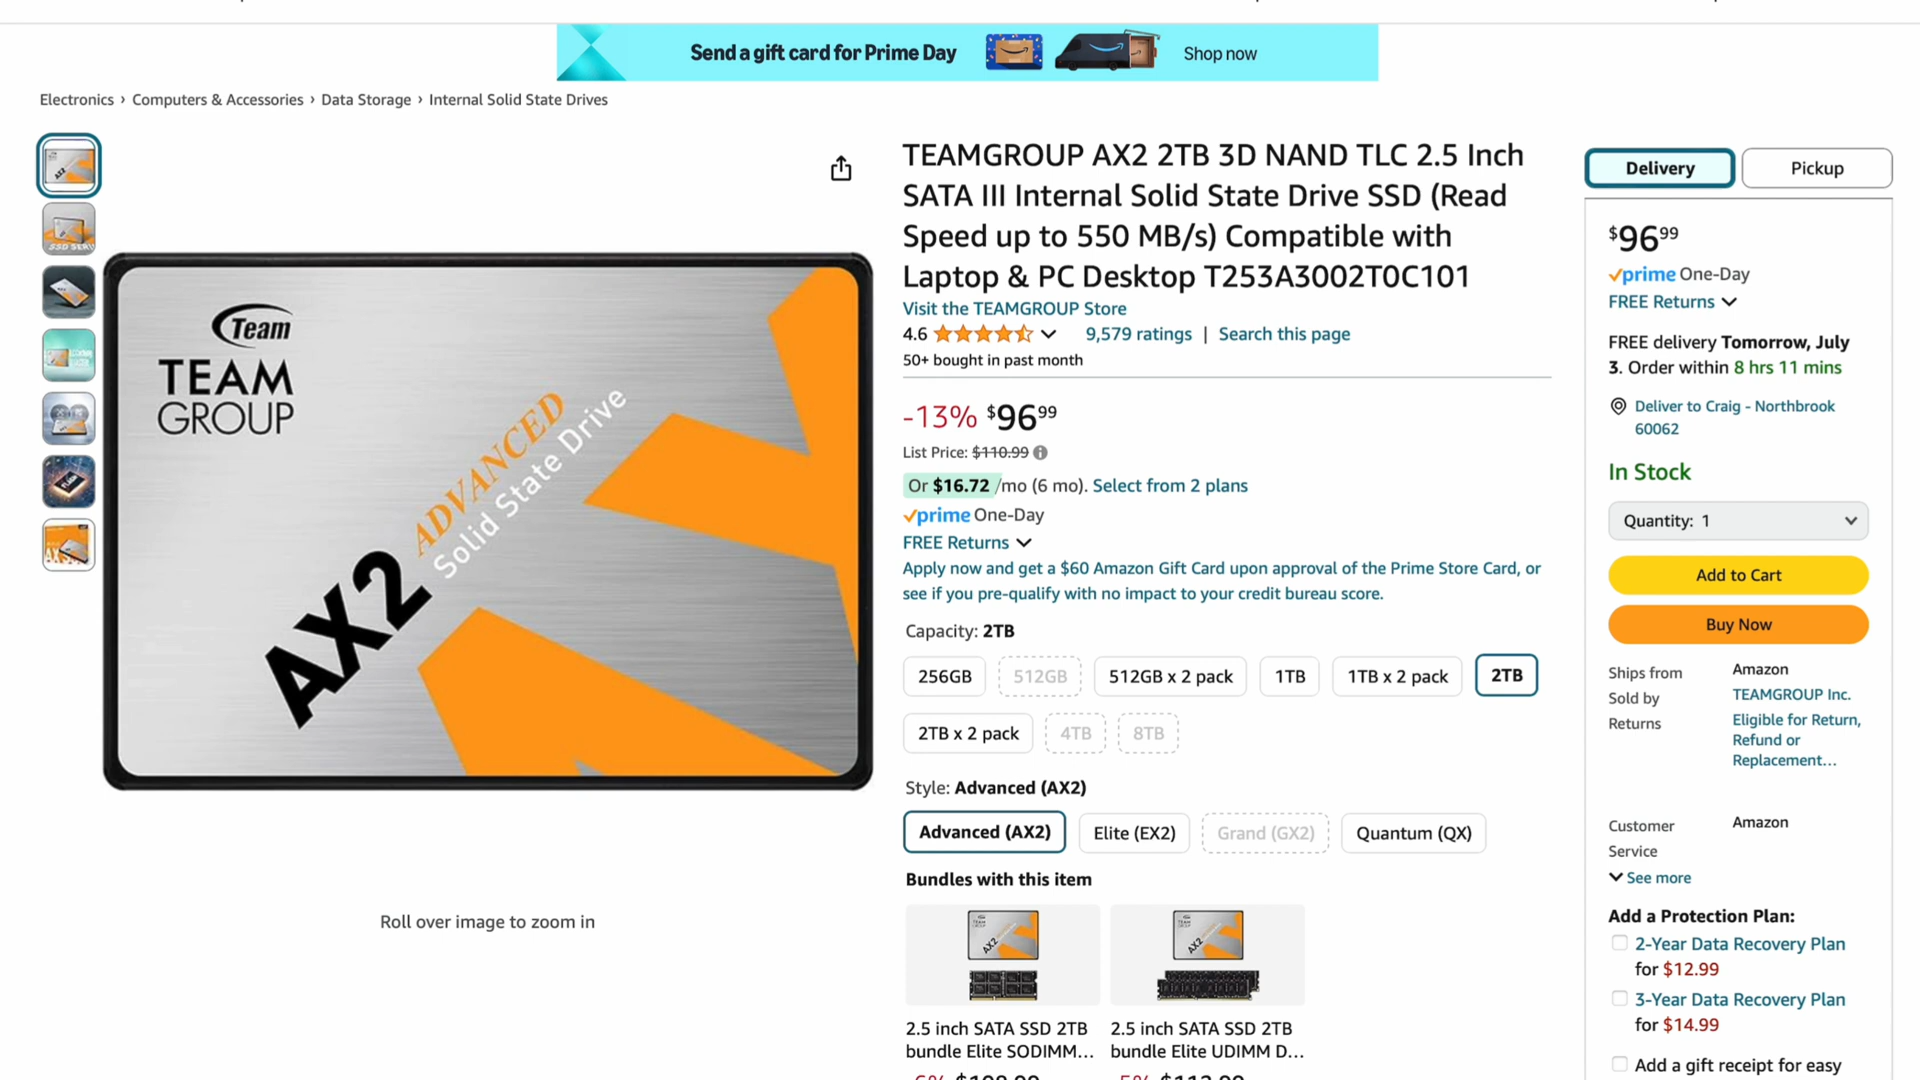 Send a gift card for Prime Day
Shop now
Electronics › Computers & Accessories › Data Storage › Internal Solid State Drives
TEAMGROUP AX2 2TB 3D NAND TLC 2.5 Inch
SATA III Internal Solid State Drive SSD (Read
Speed up to 550 MB/s) Compatible with
Laptop & PC Desktop T253A3002T0C101
Visit the TEAMGROUP Store
4.6
9,579 ratings | Search this page
50+ bought in past month
Team
TEAM
GROUP
ADVANCED
Solid State Drive
AX2
Roll over image to zoom in
-13% $9699
List Price: $110.99
Or $16.72 /mo (6 mo). Select from 2 plans
prime One-Day
FREE Returns
Apply now and get a $60 Amazon Gift Card upon approval of the Prime Store Card, or
see if you pre-qualify with no impact to your credit bureau score.
Capacity: 2TB
256GB
512GB
512GB x 2 pack
1TB
1TB x 2 pack
2TB
2TB x 2 pack
4TB
8TB
Style: Advanced (AX2)
Advanced (AX2)
Elite (EX2)
Grand (GX2)
Quantum (QX)
Bundles with this item
AX2
AX2
2.5 inch SATA SSD 2TB
bundle Elite SODIMM...
2.5 inch SATA SSD 2TB
bundle Elite UDIMM D...
Delivery
Pickup
$9699
prime One-Day
FREE Returns
FREE delivery Tomorrow, July
3. Order within 8 hrs 11 mins
Deliver to Craig - Northbrook
60062
In Stock
Quantity: 1
Add to Cart
Buy Now
Ships from Amazon
Sold by TEAMGROUP Inc.
Returns Eligible for Return,
Refund or
Replacement...
Customer Amazon
Service
See more
Add a Protection Plan:
2-Year Data Recovery Plan
for $12.99
3-Year Data Recovery Plan
for $14.99
Add a gift receipt for easy